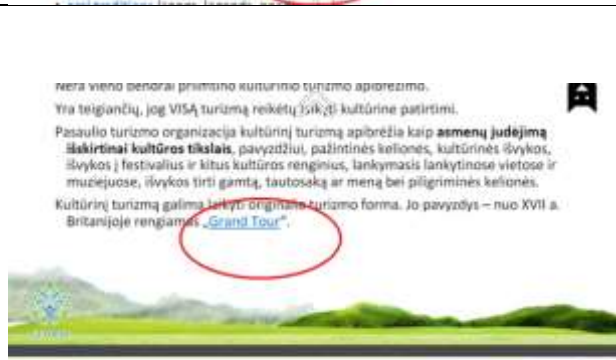 Nėra vieno bendrai priimtino kultūrinio turizmo apibrėžimo.
Yra teigiančių, jog VISĄ turizmą reikėtų laikyti kultūrine patirtimi.
Pasaulio turizmo organizacija kultūrinį turizmą apibrėžia kaip asmenų judėjimą
išskirtinai kultūros tikslais, pavyzdžiui, pažintinės kelionės, kultūrinės išvykos,
išvykos į festivalius ir kitus kultūros renginius, lankymasis lankytinose vietose ir
muziejuose, išvykos tirti gamtą, tautosaką ar meną bei piligriminės kelionės.
Kultūrinį turizmą galima laikyti originalia turizmo forma. Jo pavyzdys – nuo XVII a.
Britanijoje rengiamas „Grand Tour“.